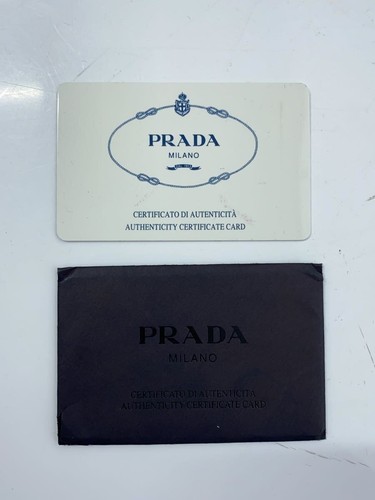 PRADA
MILANO
CERTIFICATO DI AUTENTICITÀ
AUTHENTICITY CERTIFICATE CARD
PRADA
MILANO
CERTIFICATO DI AUTENTICITÀ
AUTHENTICITY CERTIFICATE CARD